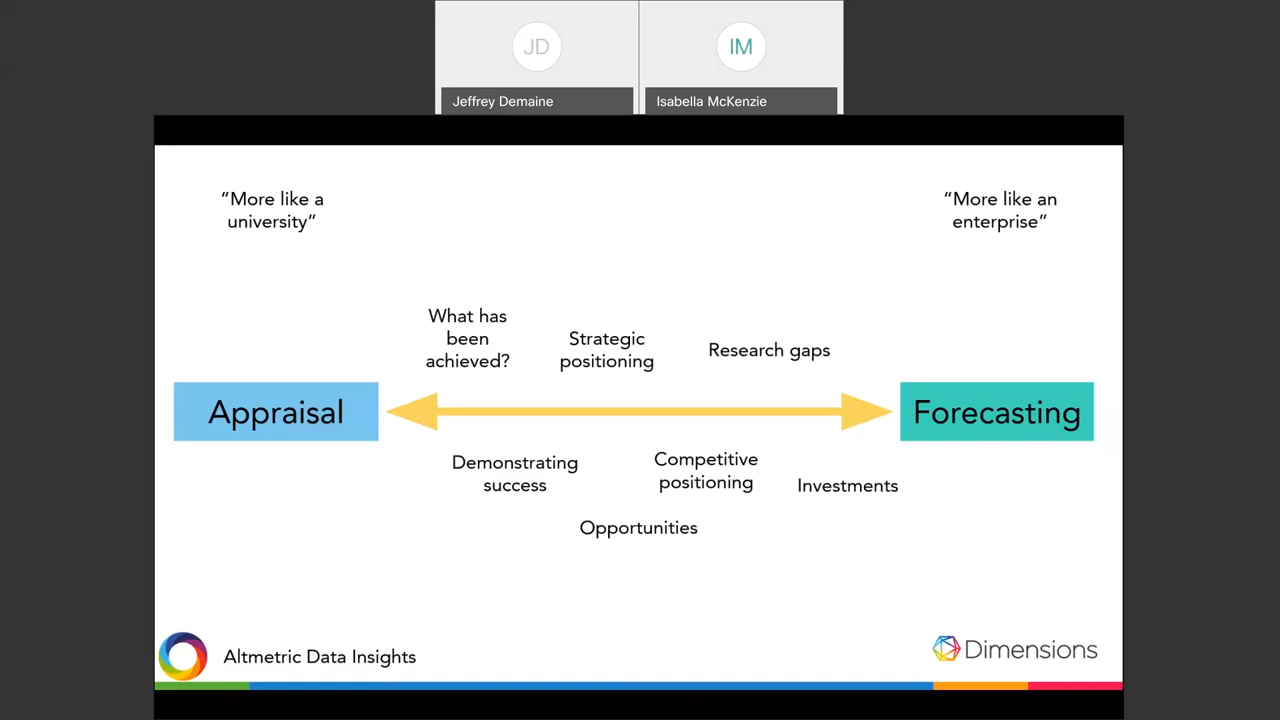 JD
IM
Jeffrey Demaine
Isabella McKenzie
“More like a
university”
“More like an
enterprise”
What has
been
achieved?
Strategic
positioning
Research gaps
Appraisal
Forecasting
Demonstrating
success
Competitive
positioning
Investments
Opportunities
Altmetric Data Insights
Dimensions